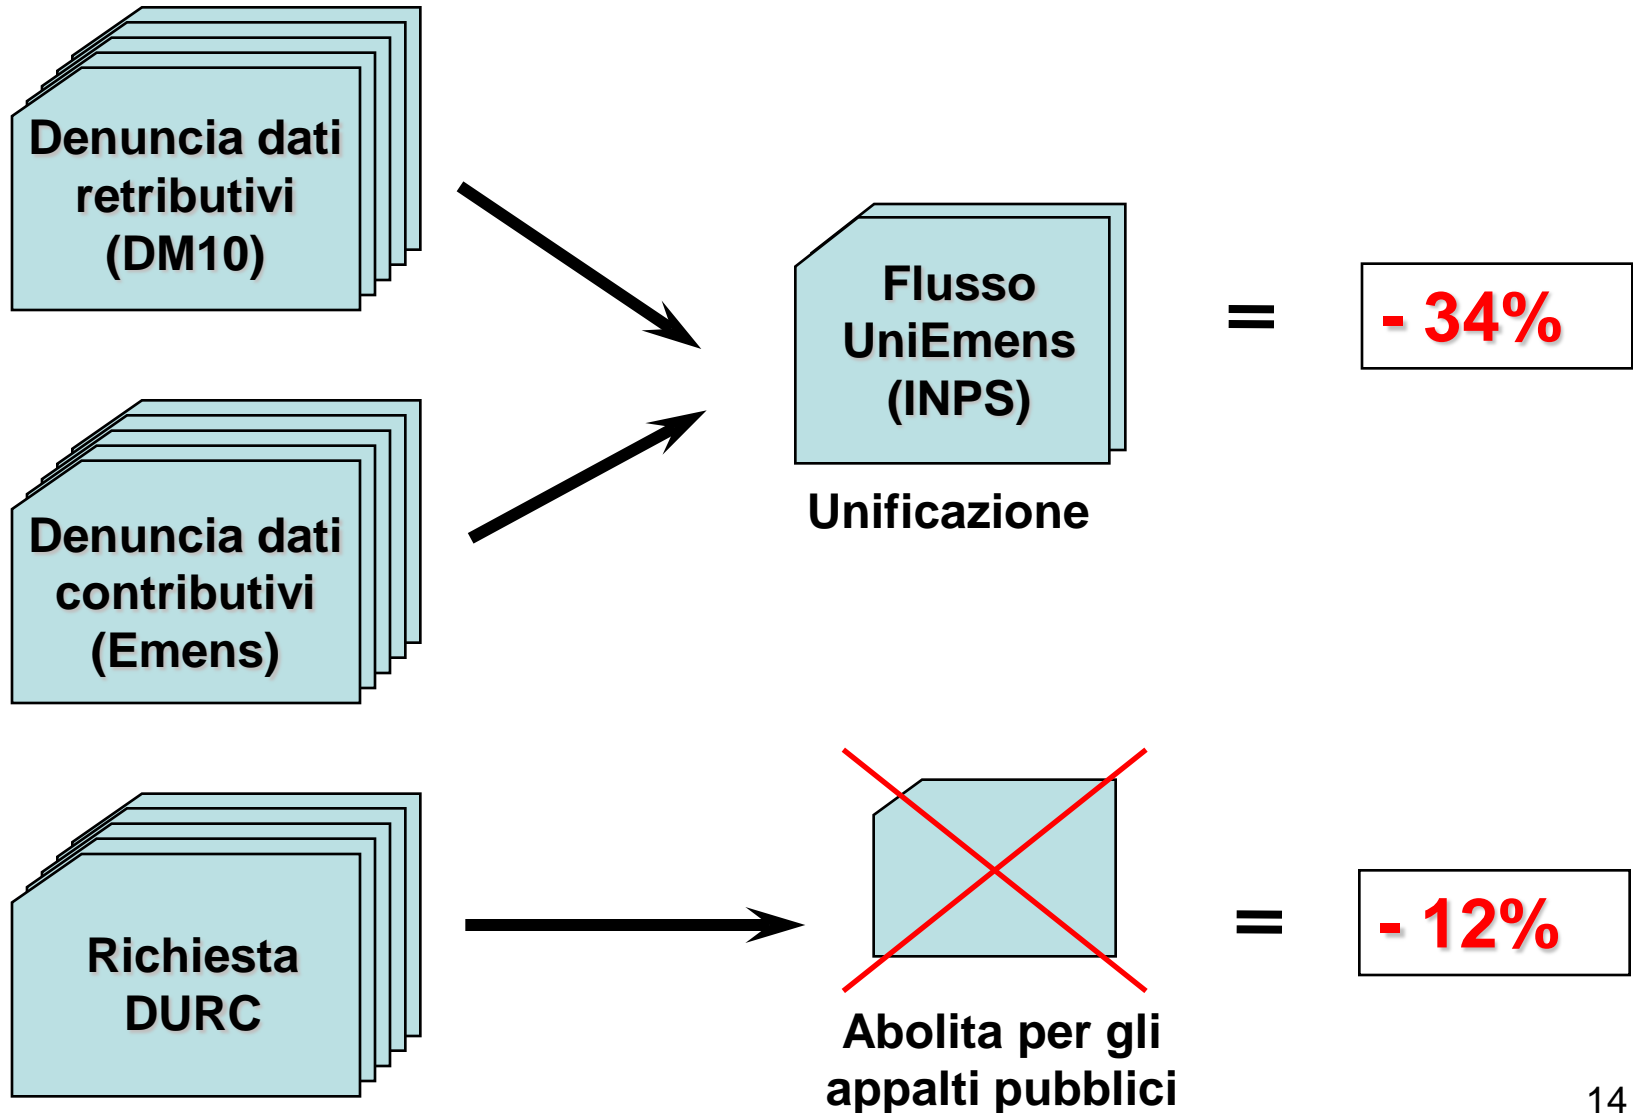 Denuncia dati
retributivi
(DM10)
Flusso
UniEmens
(INPS)
=
- 34%
Unificazione
Denuncia dati
contributivi
(Emens)
Richiesta
DURC
=
- 12%
Abolita per gli
appalti pubblici
14